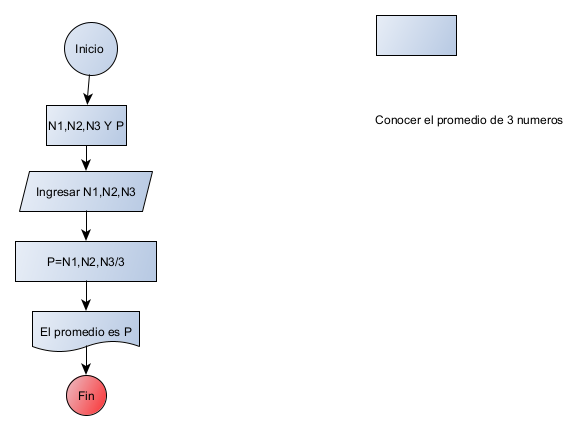 Inicio
N1,N2,N3 Y P
Ingresar N1,N2,N3
P=N1,N2,N3/3
El promedio es P
Fin
Conocer el promedio de 3 numeros